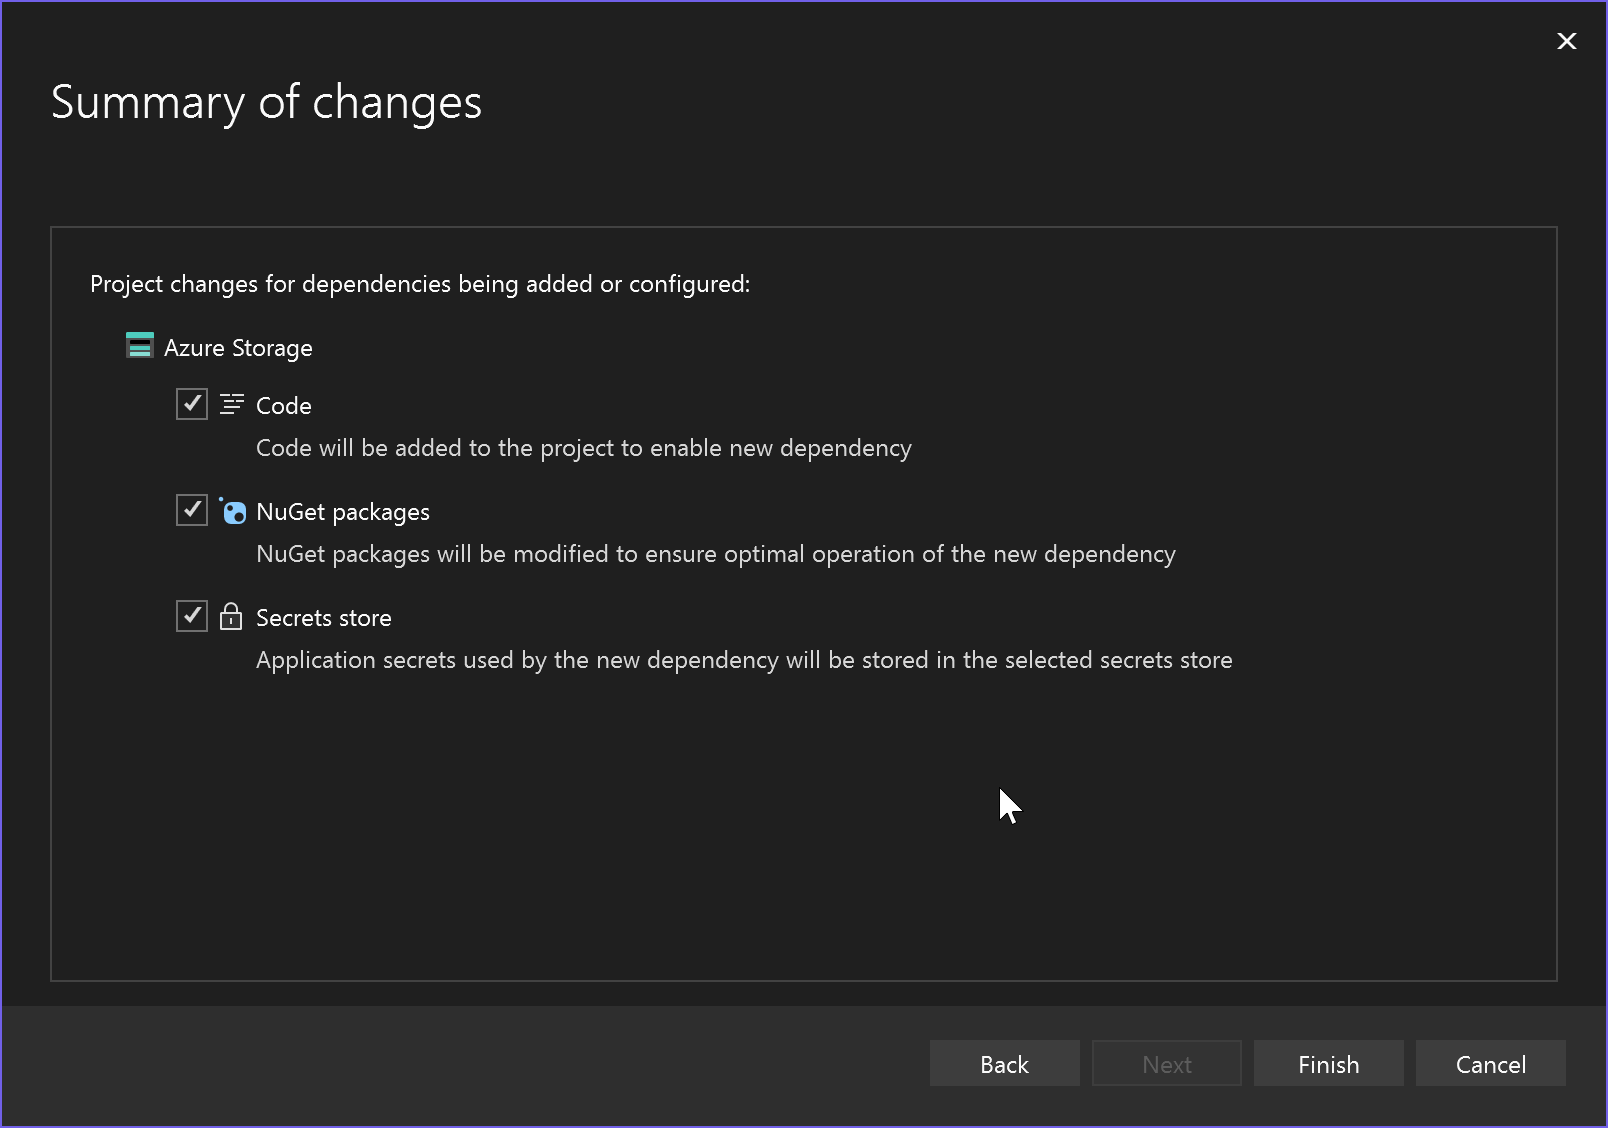 Summary of changes
Project changes for dependencies being added or configured:
Azure Storage
Code
Code will be added to the project to enable new dependency
NuGet packages
NuGet packages will be modified to ensure optimal operation of the new dependency
Secrets store
Application secrets used by the new dependency will be stored in the selected secrets store
Back
Next
Finish
Cancel